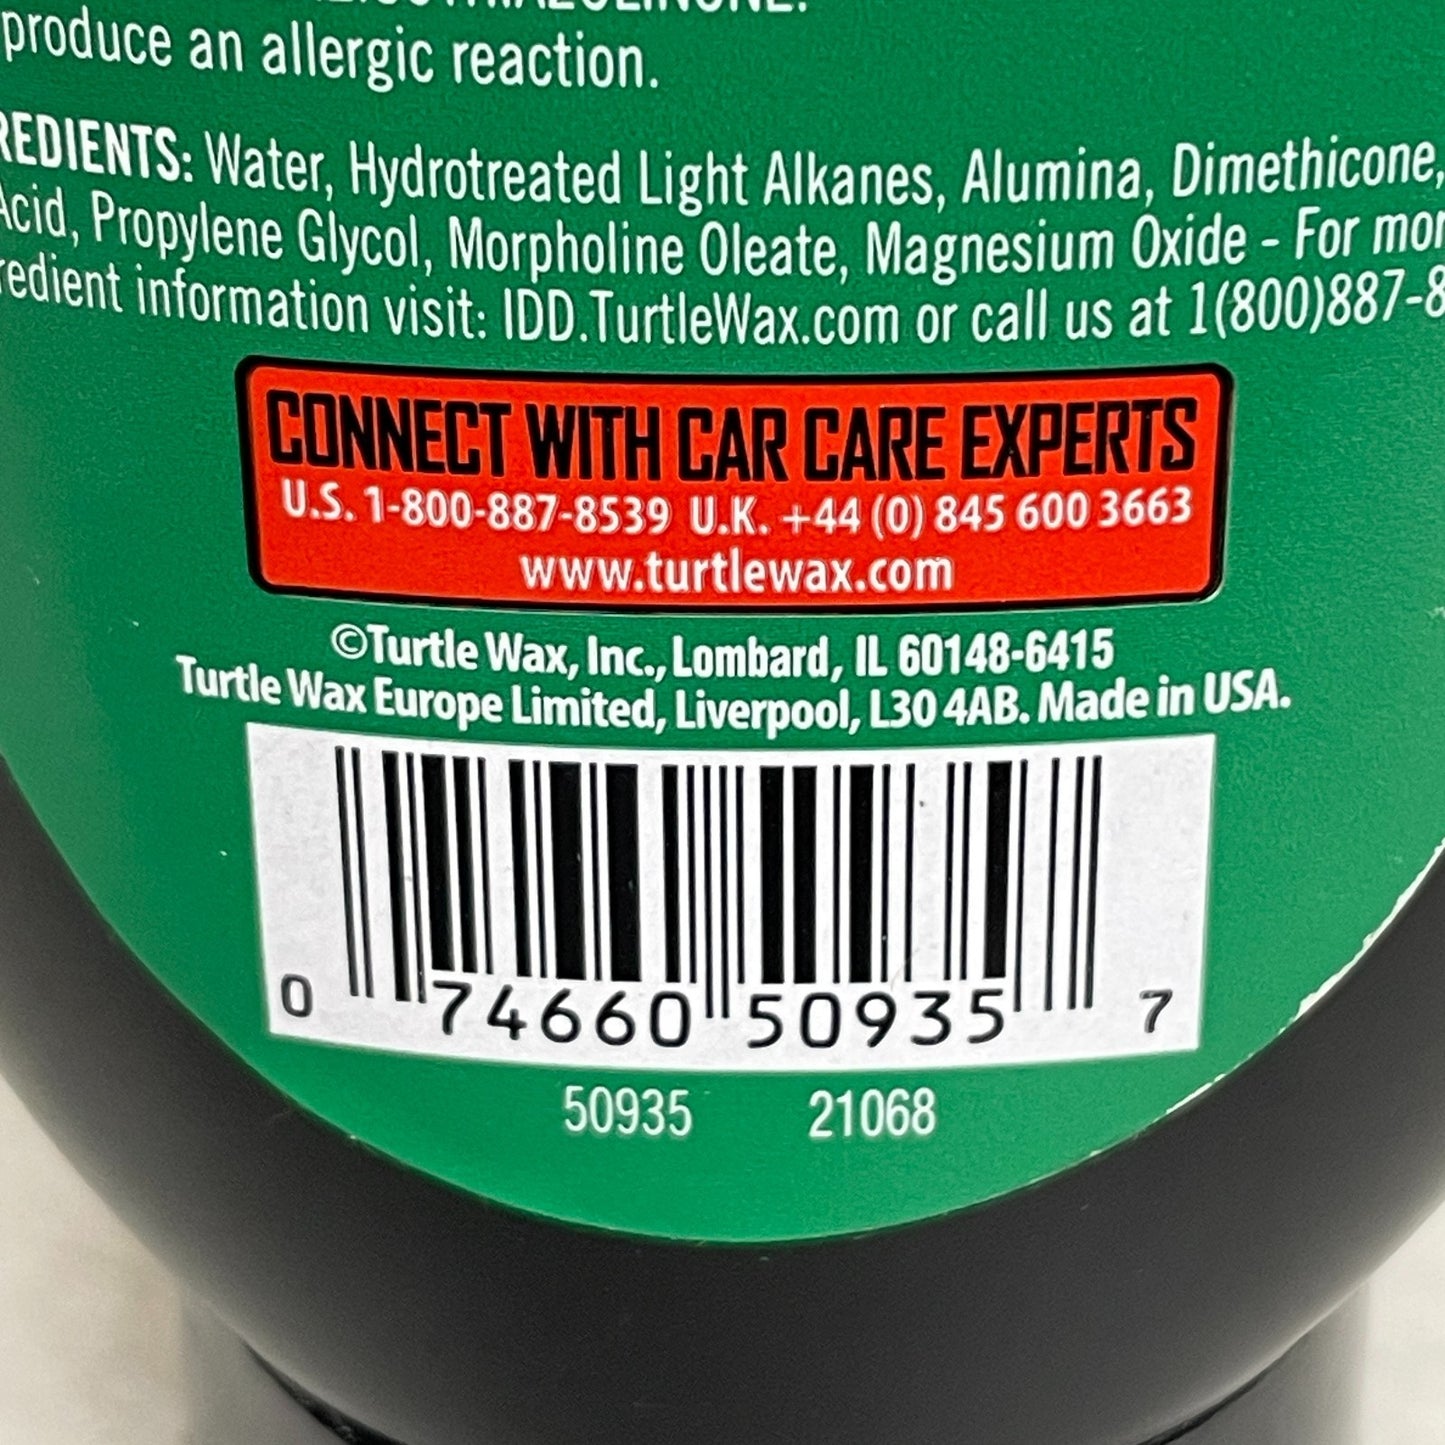 produce an allergic reaction.
REDIENTS: Water, Hydrotreated Light Alkanes, Alumina, Dimethicone,
Acid, Propylene Glycol, Morpholine Oleate, Magnesium Oxide - For mor
redient information visit: IDD.TurtleWax.com or call us at 1(800)887-8
CONNECT WITH CAR CARE EXPERTS
U.S. 1-800-887-8539 U.K. +44 (0) 845 600 3663
www.turtlewax.com
©Turtle Wax, Inc., Lombard, IL 60148-6415
Turtle Wax Europe Limited, Liverpool, L30 4AB. Made in USA.
0 74660 50935 7
50935 21068